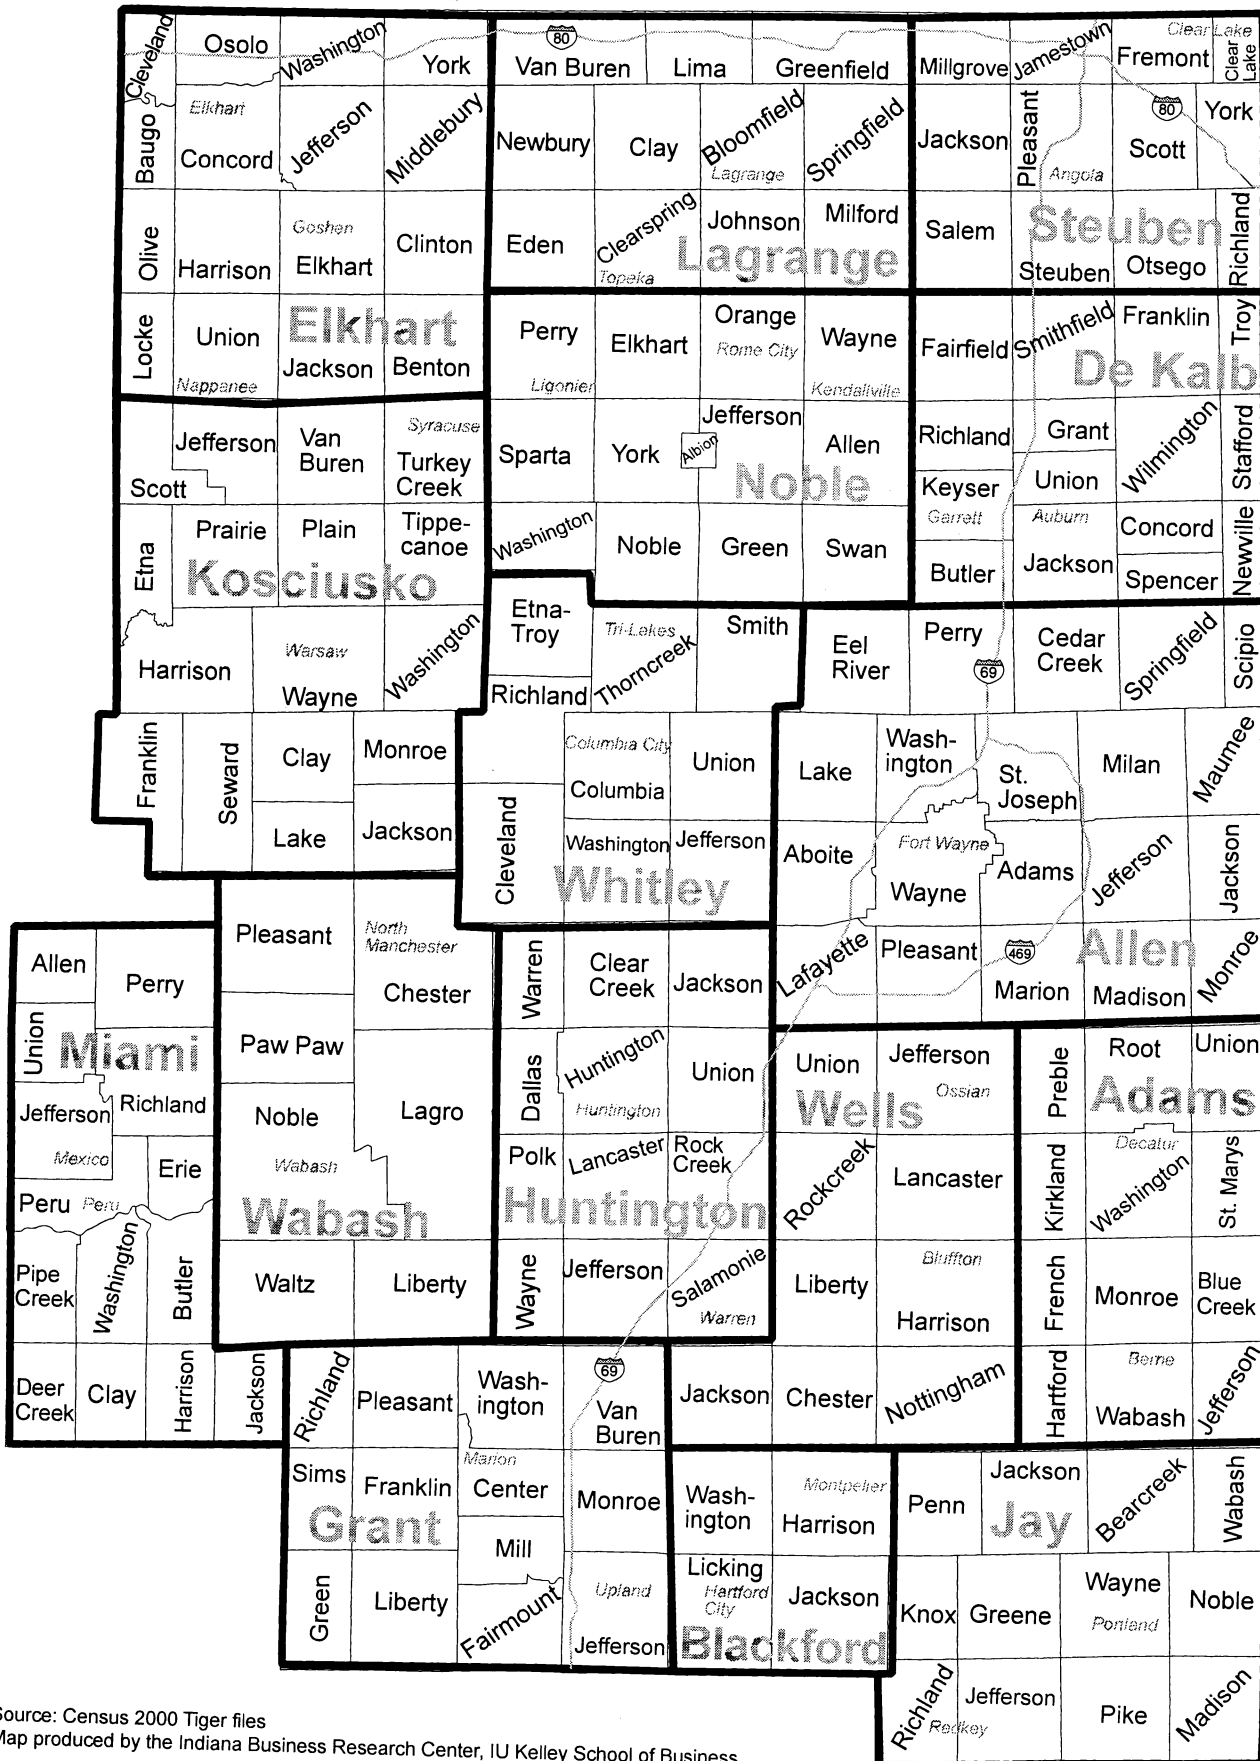 Cleveland
Osolo
Washington
York
80
Van Buren
Lima
Greenfield
Millgrove
Jamestown
Clear Lake
Fremont
Clear
Lake
Baugo
Elkhart
Concord
Jefferson
Middlebury
Newbury
Clay
Bloomfield
Lagrange
Springfield
Jackson
Pleasant
Angola
80
Scott
York
Olive
Harrison
Goshen
Elkhart
Clinton
Eden
Clearspring
Topeka
Johnson
Milford
Lagrange
Salem
Steuben
Steuben
Otsego
Richland
Locke
Union
Nappanee
Elkhart
Jackson
Benton
Perry
Ligonier
Elkhart
Orange
Rome City
Wayne
Kendallville
Fairfield
Smithfield
Franklin
Troy
De Kalb
Scott
Jefferson
Van
Buren
Syracuse
Turkey
Creek
Sparta
York
Albion
Jefferson
Allen
Noble
Richland
Keyser
Garrett
Grant
Union
Auburn
Wilmington
Stafford
Etna
Prairie
Plain
Tippe-
canoe
Kosciusko
Washington
Noble
Green
Swan
Butler
Jackson
Concord
Spencer
Newville
Harrison
Warsaw
Wayne
Washington
Etna-
Troy
Richland
Tri-Lakes
Thorncreek
Smith
Eel
River
Perry
69
Cedar
Creek
Springfield
Scipio
Franklin
Seward
Clay
Lake
Monroe
Jackson
Cleveland
Columbia City
Columbia
Union
Washington
Jefferson
Whitley
Lake
Wash-
ington
St.
Joseph
Milan
Maumee
Aboite
Fort Wayne
Wayne
Adams
Jefferson
Jackson
Lafayette
Pleasant
469
Marion
Allen
Madison
Monroe
Allen
Perry
Union
Miami
Jefferson
Mexico
Richland
Erie
Peru
Peru
Pipe
Creek
Washington
Butler
Deer
Creek
Clay
Harrison
Jackson
Pleasant
North
Manchester
Chester
Paw Paw
Noble
Wabash
Lagro
Wabash
Waltz
Liberty
Warren
Clear
Creek
Jackson
Dallas
Huntington
Huntington
Union
Polk
Lancaster
Rock
Creek
Huntington
Wayne
Jefferson
Salamonie
Warren
Union
Jefferson
Ossian
Wells
Rockcreek
Lancaster
Liberty
Bluffton
Harrison
Jackson
Chester
Nottingham
Preble
Root
Union
Adams
Kirkland
Decatur
Washington
St. Marys
French
Monroe
Blue
Creek
Hartford
Berne
Wabash
Jefferson
Richland
Pleasant
Wash-
ington
69
Van
Buren
Sims
Franklin
Marion
Center
Monroe
Grant
Mill
Green
Liberty
Fairmount
Upland
Jefferson
Wash-
ington
Montpelier
Harrison
Licking
Hartford
City
Jackson
Blackford
Penn
Jackson
Jay
Bearcreek
Wabash
Knox
Greene
Wayne
Portland
Noble
Richland
Jefferson
Redkey
Pike
Madison
Source: Census 2000 Tiger files
Map produced by the Indiana Business Research Center, IU Kelley School of Business